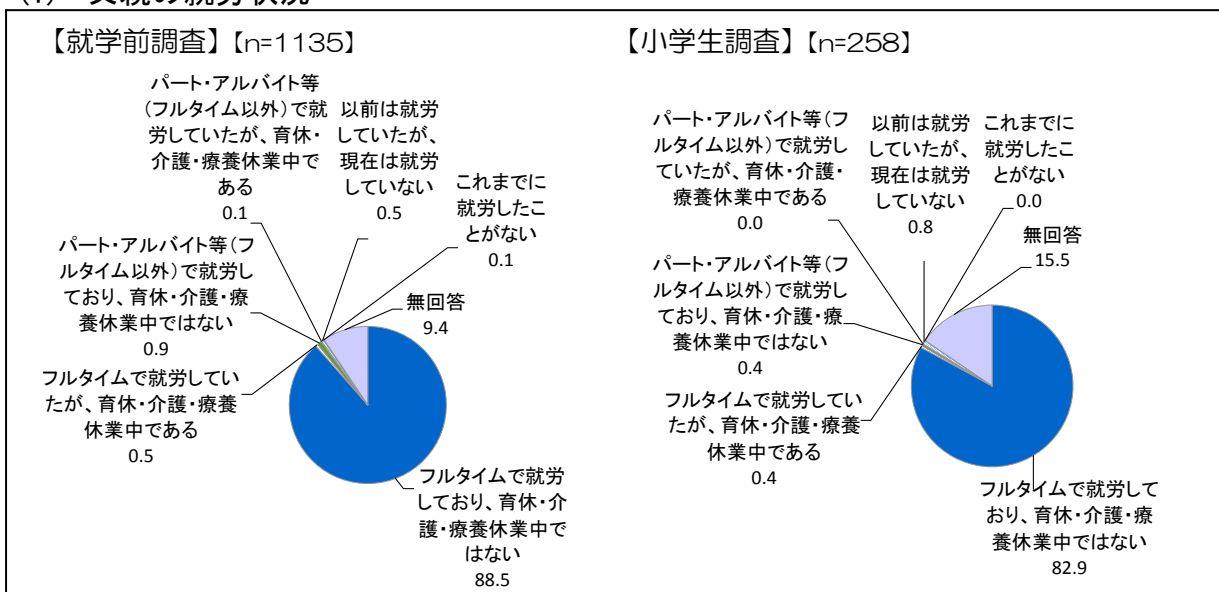 【就学前調査】【n=1135】
パート・アルバイト等
(フルタイム以外)で就
労していたが、育休・
介護・療養休業中で
ある
0.1
以前は就労
していたが、
現在は就労
していない
0.5
これまでに
就労したこ
とがない
0.1
パート・アルバイト等(フ
ルタイム以外)で就労し
ており、育休・介護・療
養休業中ではない
0.9
無回答
9.4
フルタイムで就労してい
たが、育休・介護・療養
休業中である
0.5
フルタイムで就労
しており、育休・介
護・療養休業中で
はない
88.5
【小学生調査】【n=258】
パート・アルバイト等(フ
ルタイム以外)で就労し
ていたが、育休・介護・
療養休業中である
0.0
以前は就労
していたが、
現在は就労
していない
0.8
これまでに
就労したこ
とがない
0.0
無回答
15.5
パート・アルバイト等(フ
ルタイム以外)で就労し
ており、育休・介護・療
養休業中ではない
0.4
フルタイムで就労してい
たが、育休・介護・療養
休業中である
0.4
フルタイムで就労して
おり、育休・介護・療
養休業中ではない
82.9